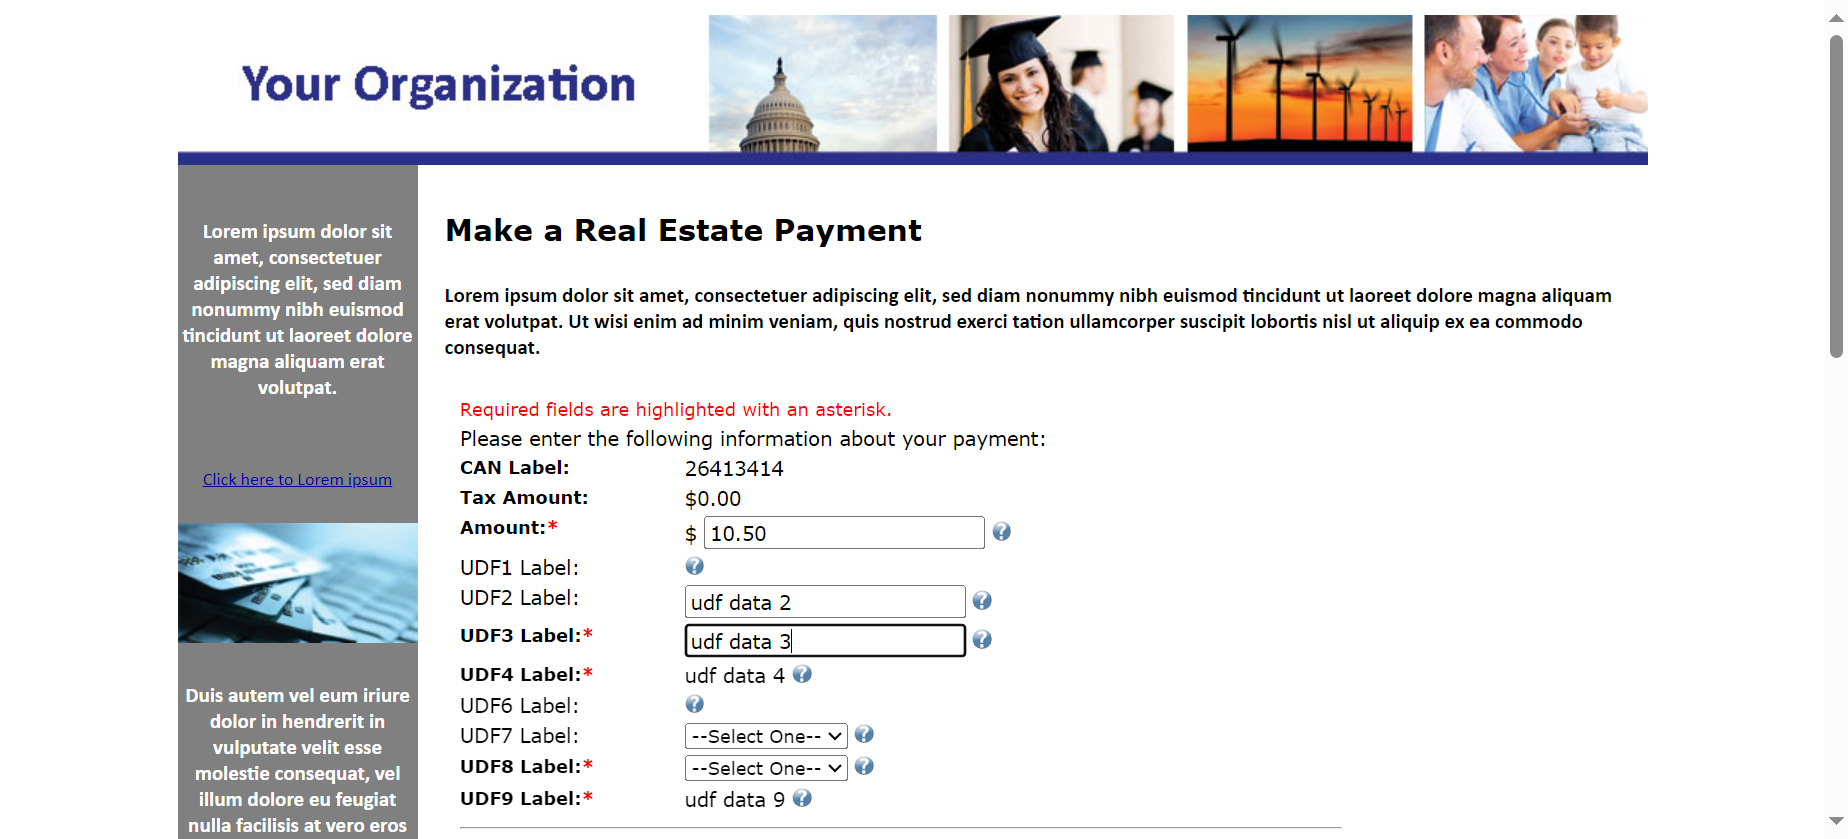 Your Organization
Lorem ipsum dolor sit
amet, consectetuer
adipiscing elit, sed diam
nonummy nibh euismod
tincidunt ut laoreet dolore
magna aliquam erat
volutpat.
Click here to Lorem ipsum
Duis autem vel eum iriure
dolor in hendrerit in
vulputate velit esse
molestie consequat, vel
illum dolore eu feugiat
nulla facilisis at vero eros
Make a Real Estate Payment
Lorem ipsum dolor sit amet, consectetuer adipiscing elit, sed diam nonummy nibh euismod tincidunt ut laoreet dolore magna aliquam
erat volutpat. Ut wisi enim ad minim veniam, quis nostrud exerci tation ullamcorper suscipit lobortis nisl ut aliquip ex ea commodo
consequat.
Required fields are highlighted with an asterisk.
Please enter the following information about your payment:
CAN Label: 26413414
Tax Amount: $0.00
Amount:* $ 10.50 ?
UDF1 Label: ?
UDF2 Label: udf data 2 ?
UDF3 Label:* udf data 3 ?
UDF4 Label:* udf data 4 ?
UDF6 Label: ?
UDF7 Label: --Select One-- ?
UDF8 Label:* --Select One-- ?
UDF9 Label:* udf data 9 ?